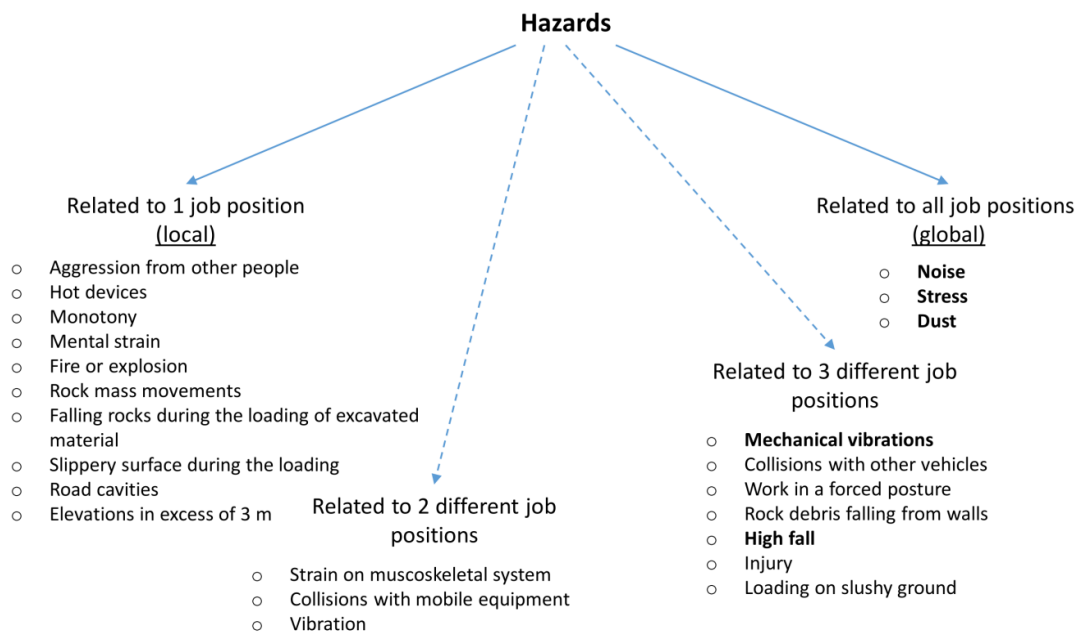 Hazards
Related to 1 job position
(local)
o Aggression from other people
o Hot devices
o Monotony
o Mental strain
o Fire or explosion
o Rock mass movements
o Falling rocks during the loading of excavated
material
o Slippery surface during the loading
o Road cavities
o Elevations in excess of 3 m
Related to 2 different job
positions
o Strain on muscoskeletal system
o Collisions with mobile equipment
o Vibration
Related to 3 different job
positions
o Mechanical vibrations
o Collisions with other vehicles
o Work in a forced posture
o Rock debris falling from walls
o High fall
o Injury
o Loading on slushy ground
Related to all job positions
(global)
o Noise
o Stress
o Dust